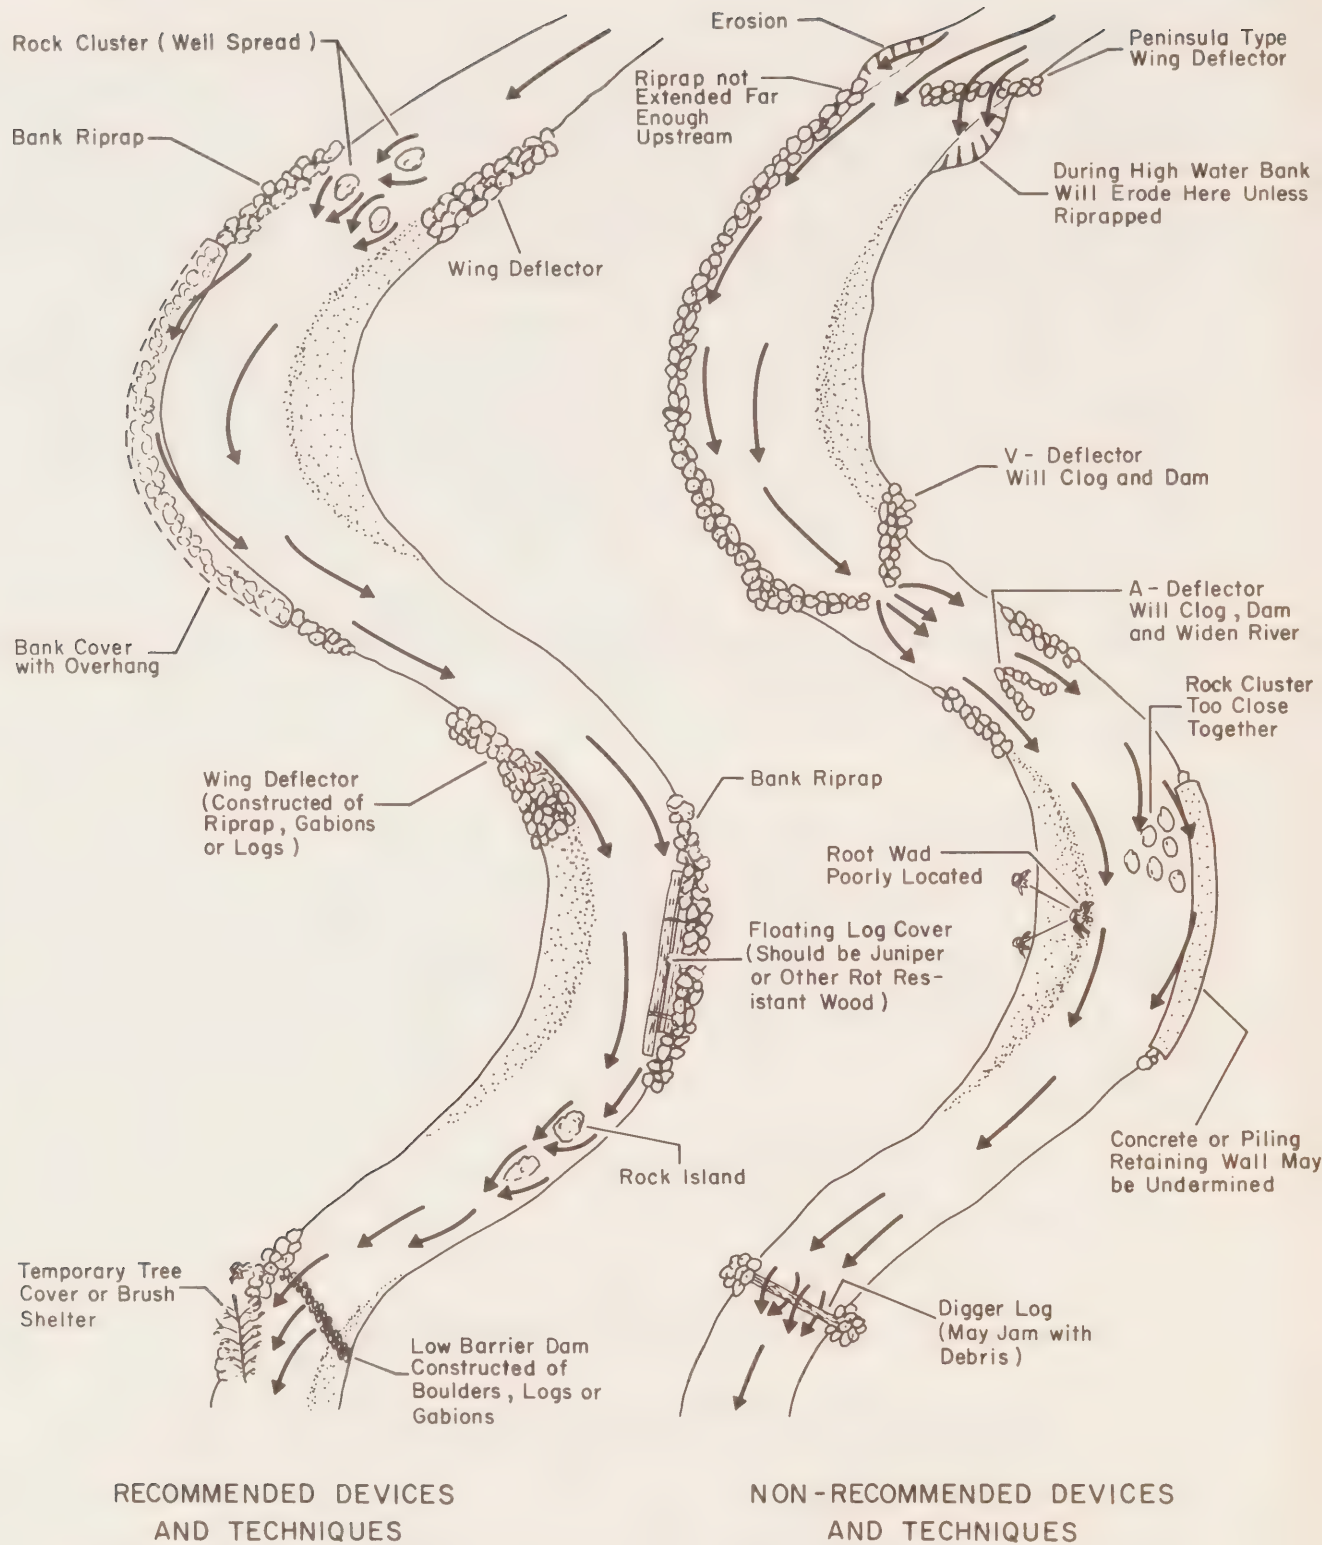 Rock Cluster (Well Spread)
Bank Riprap
Wing Deflector
Bank Cover
with Overhang
Wing Deflector
(Constructed of
Riprap, Gabions
or Logs)
Bank Riprap
Floating Log Cover
(Should be Juniper
or Other Rot Res-
istant Wood)
Rock Island
Temporary Tree
Cover or Brush
Shelter
Low Barrier Dam
Constructed of
Boulders, Logs or
Gabions
RECOMMENDED DEVICES
AND TECHNIQUES
Erosion
Riprap not
Extended Far
Enough
Upstream
Peninsula Type
Wing Deflector
During High Water Bank
Will Erode Here Unless
Riprapped
V - Deflector
Will Clog and Dam
A - Deflector
Will Clog, Dam
and Widen River
Rock Cluster
Too Close
Together
Root Wad
Poorly Located
Concrete or Piling
Retaining Wall May
be Undermined
Digger Log
(May Jam with
Debris)
NON-RECOMMENDED DEVICES
AND TECHNIQUES